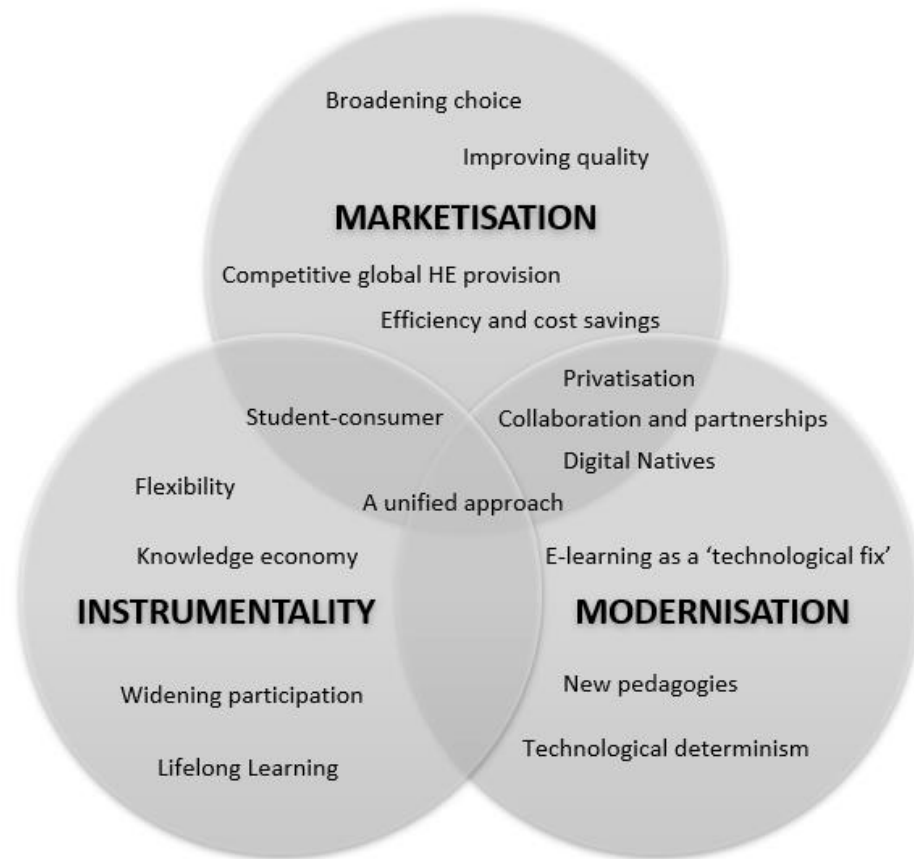 Broadening choice
Improving quality
MARKETISATION
Competitive global HE provision
Efficiency and cost savings
Privatisation
Student-consumer
Collaboration and partnerships
Digital Natives
Flexibility
A unified approach
Knowledge economy
E-learning as a ‘technological fix’
INSTRUMENTALITY
MODERNISATION
New pedagogies
Widening participation
Technological determinism
Lifelong Learning